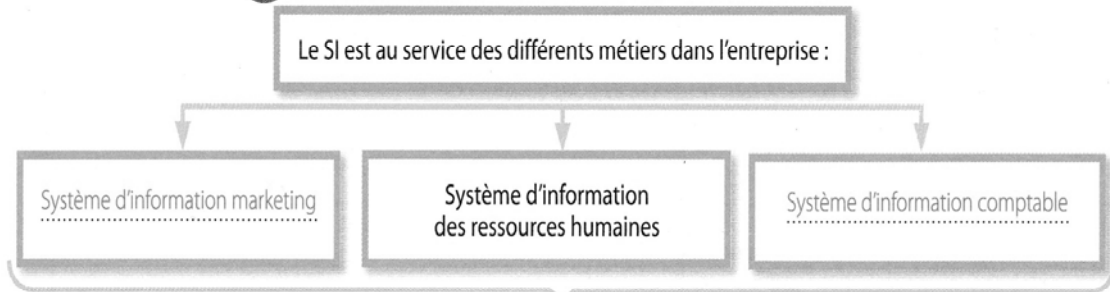 Le SI est au service des différents métiers dans l'entreprise :
Système d'information marketing
Système d'information
des ressources humaines
Système d'information comptable